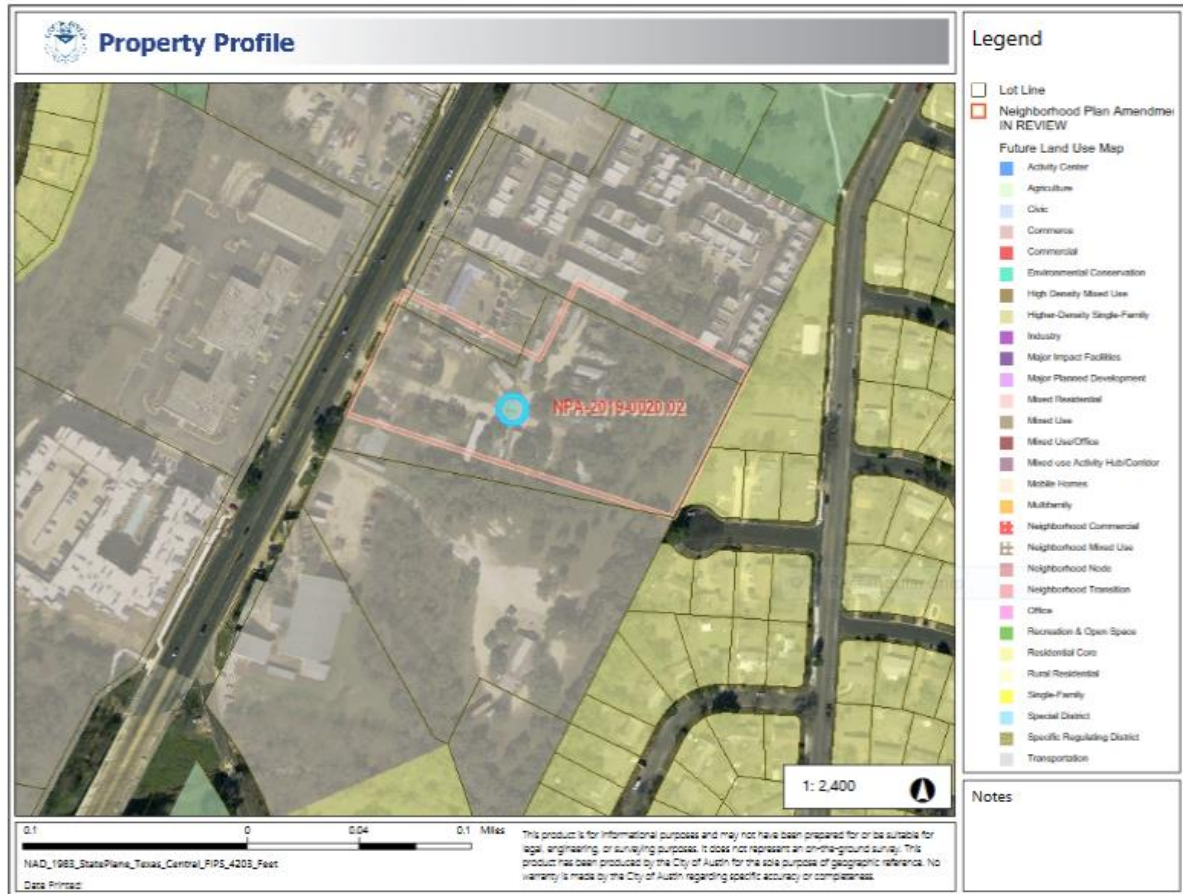 Property Profile
NPA-2019-0020.02
1: 2,400
Legend
Lot Line
Neighborhood Plan Amendme
IN REVIEW
Future Land Use Map
Activity Center
Agriculture
Civic
Commerce
Commercial
Environmental Conservation
High Density Mixed Use
Higher-Density Single-Family
Industry
Major Impact Facilities
Major Planned Development
Mixed Residential
Mixed Use
Mixed Use/Office
Mixed use Activity Hub/Corridor
Mobile Homes
Multifamily
Neighborhood Commercial
Neighborhood Mixed Use
Neighborhood Node
Neighborhood Transition
Office
Recreation & Open Space
Residential Core
Rural Residential
Single-Family
Special District
Specific Regulating District
Transportation
Notes
0.1 0 0.04 0.1 Miles
NAD_1983_StatePlane_Texas_Central_FIPS_4203_Feet
Date Printed:
This product is for informational purposes and may not have been prepared for or be suitable for
legal, engineering, or surveying purposes. It does not represent an on-the-ground survey. This
product has been produced by the City of Austin for the sole purpose of geographic reference. No
warranty is made by the City of Austin regarding specific accuracy or completeness.